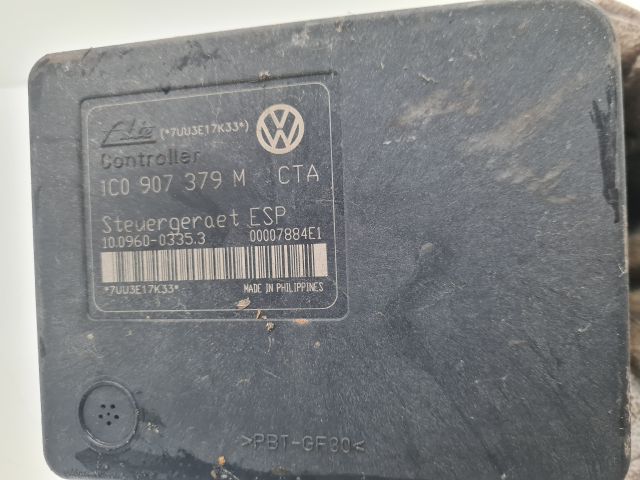 Ate (*7UU3E17K33*)
Controller
1C0 907 379 M CTA
Steuergeraet ESP
10.0960-0335.3 00007884E1
*7UU3E17K33* MADE IN PHILIPPINES
>PBT-GF30<